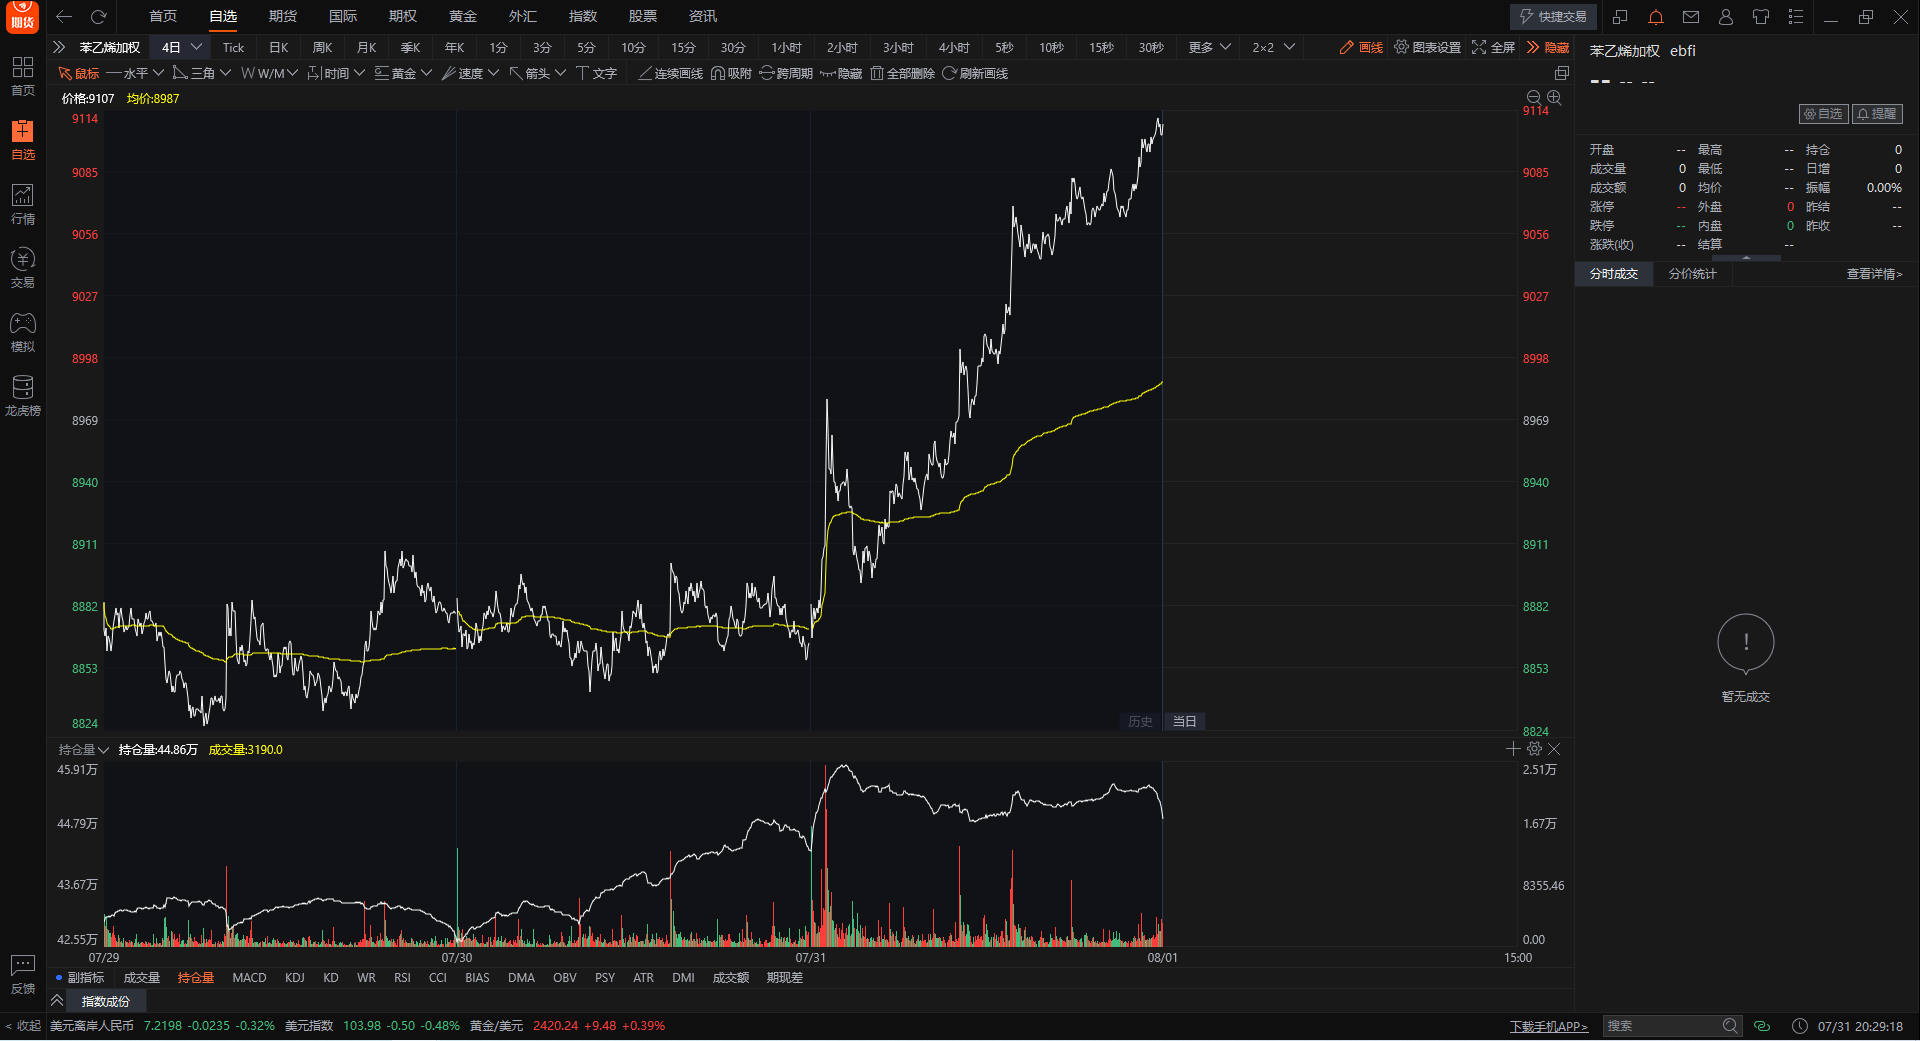 期货 首页 自选 期货 国际 期权 黄金 外汇 指数 股票 资讯 快捷交易
苯乙烯加权 4日 Tick 日K 周K 月K 季K 年K 1分 3分 5分 10分 15分 30分 1小时 2小时 3小时 4小时 5秒 10秒 15秒 30秒 更多 2×2 画线 图表设置 全屏 隐藏
鼠标 水平 三角 W/M 时间 黄金 速度 箭头 文字 连续画线 吸附 跨周期 隐藏 全部删除 刷新画线
价格:9107 均价:8987
首页
自选
行情
交易
模拟
龙虎榜
反馈
< 收起
9114 9114
9085 9085
9056 9056
9027 9027
8998 8998
8969 8969
8940 8940
8911 8911
8882 8882
8853 8853
8824 8824
历史 当日
持仓量 持仓量:44.86万 成交量:3190.0
45.91万 2.51万
44.79万 1.67万
43.67万 8355.46
42.55万 0.00
07/29 07/30 07/31 08/01 15:00
副指标 成交量 持仓量 MACD KDJ KD WR RSI CCI BIAS DMA OBV PSY ATR DMI 成交额 期现差
指数成份
苯乙烯加权 ebfi
-- -- --
自选 提醒
开盘 -- 最高 -- 持仓 0
成交量 0 最低 -- 日增 0
成交额 0 均价 -- 振幅 0.00%
涨停 -- 外盘 0 昨结 --
跌停 -- 内盘 0 昨收 --
涨跌(收) -- 结算 --
分时成交 分价统计 查看详情>
!
暂无成交
美元离岸人民币 7.2198 -0.0235 -0.32% 美元指数 103.98 -0.50 -0.48% 黄金/美元 2420.24 +9.48 +0.39% 下载手机APP> 搜索 07/31 20:29:18